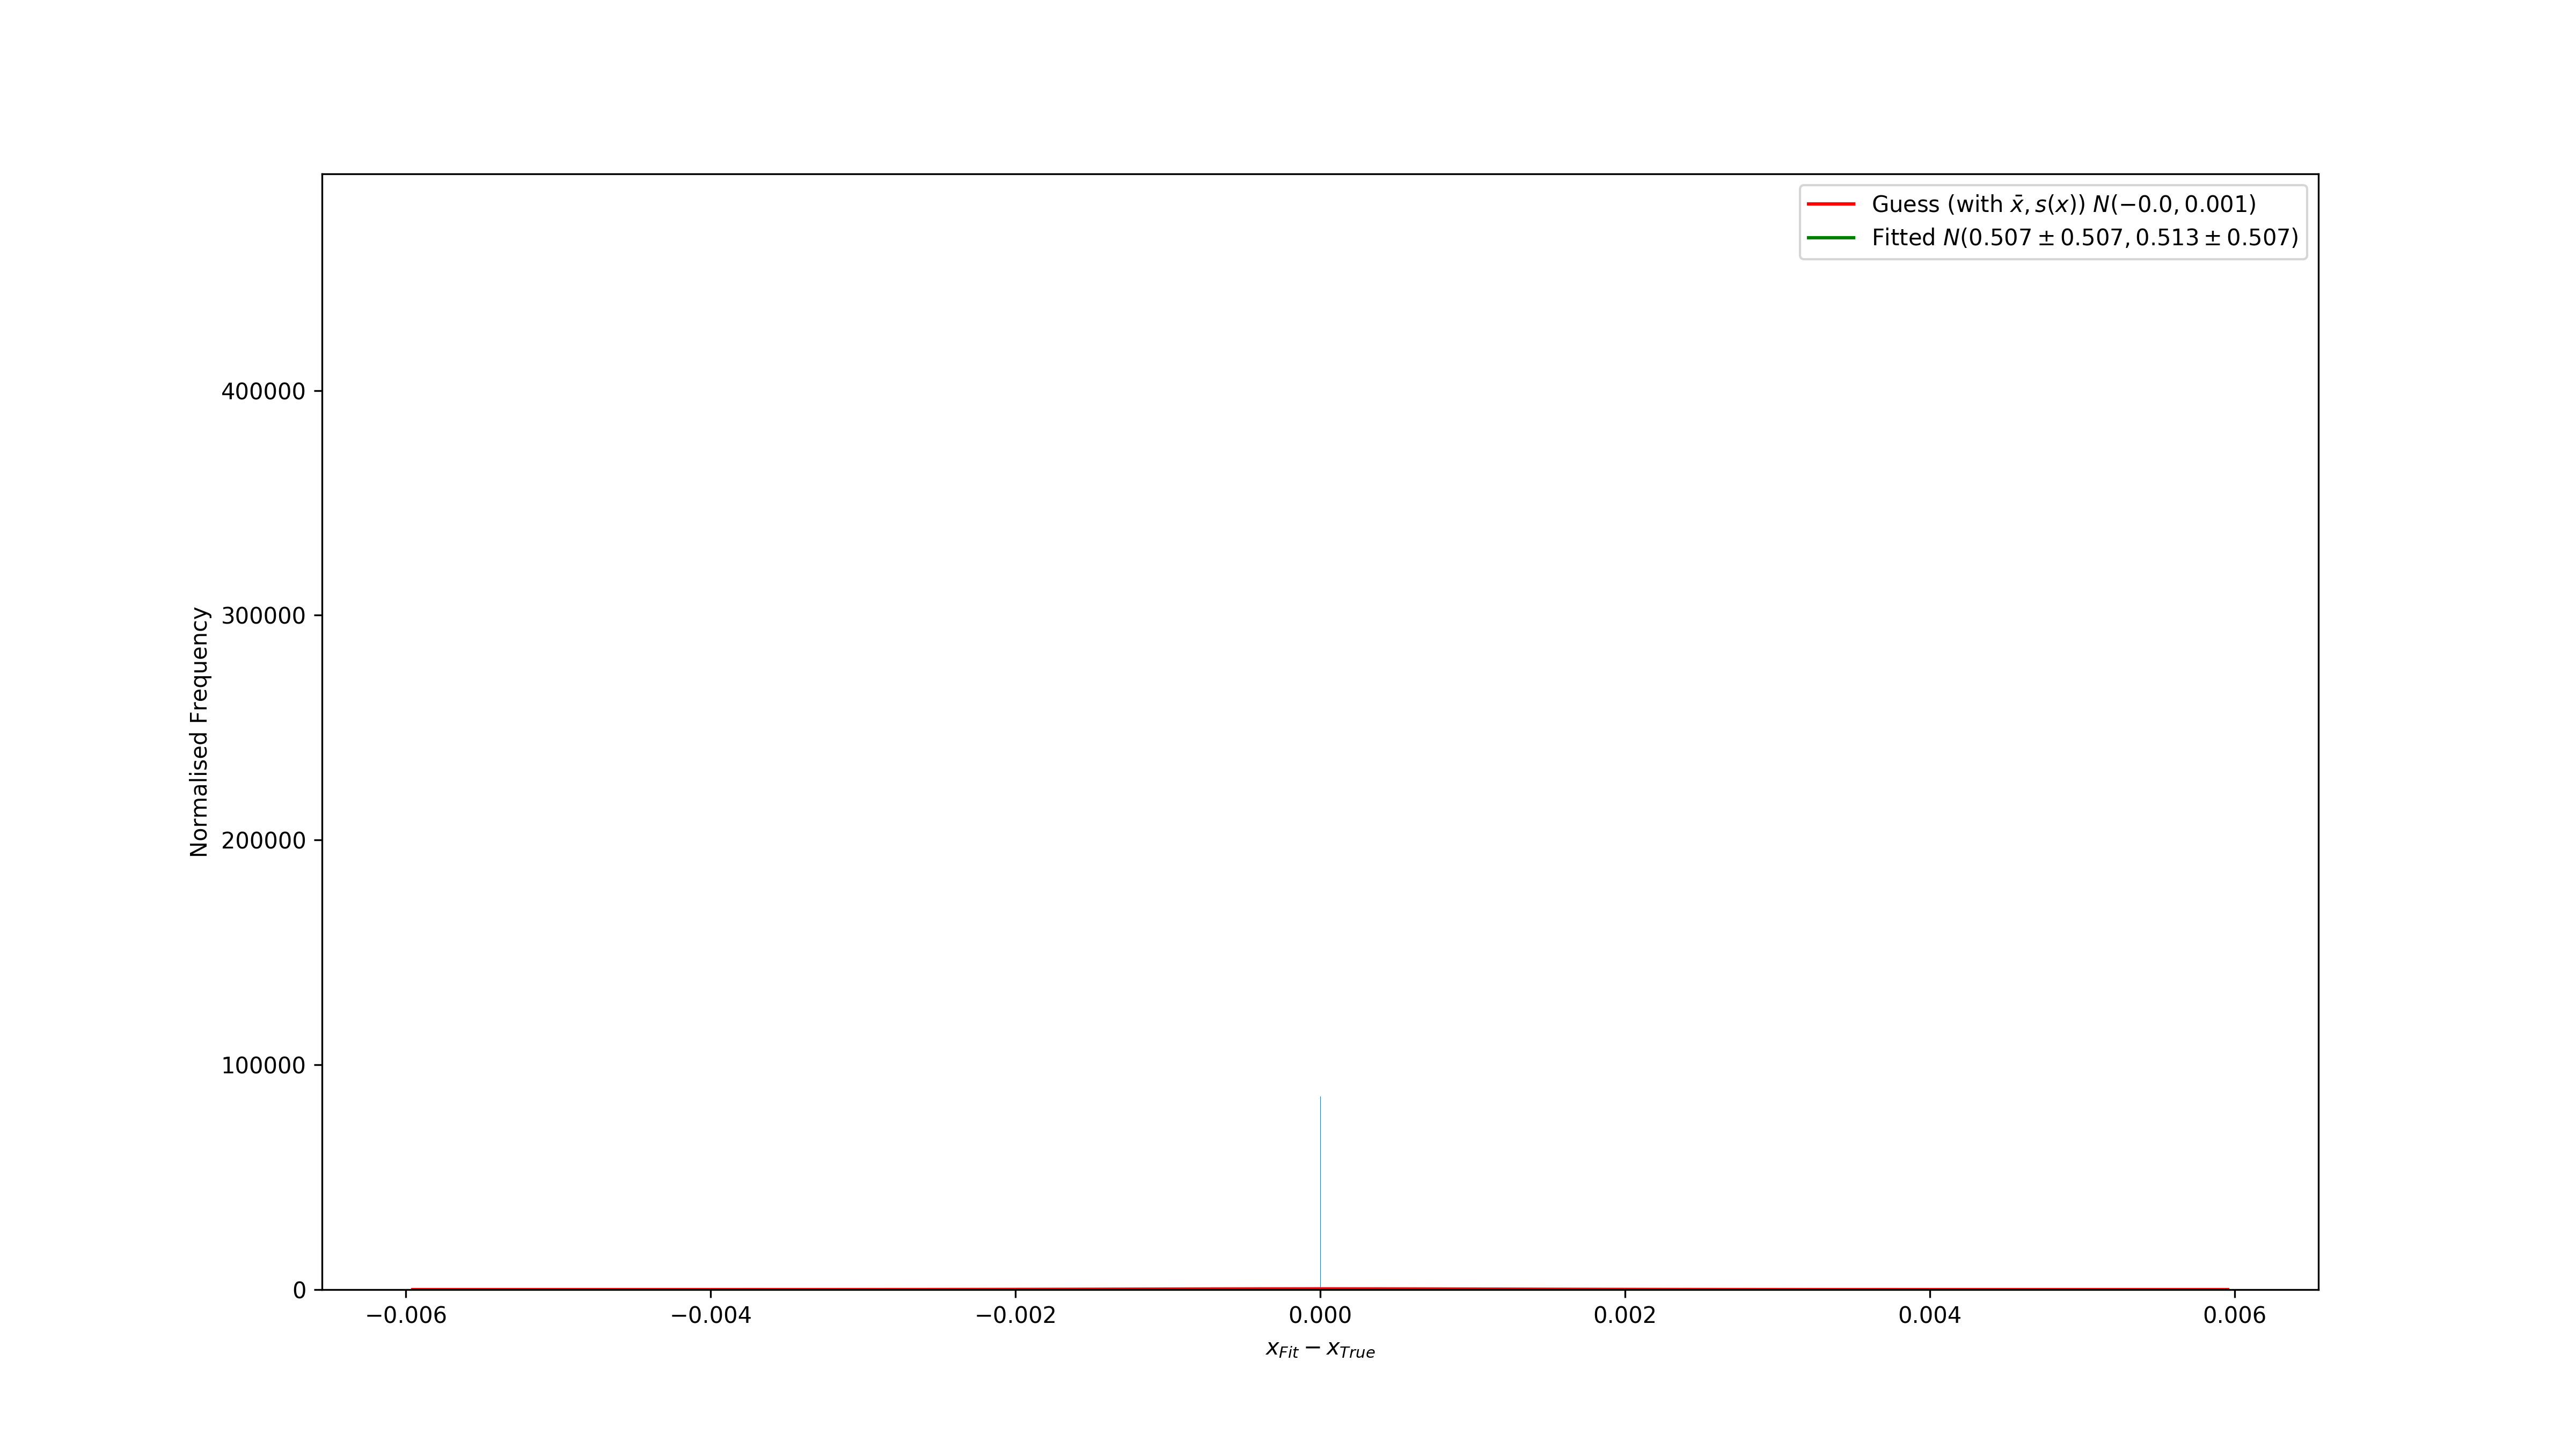 Guess (with x̄, s(x)) N(−0.0, 0.001)
Fitted N(0.507 ± 0.507, 0.513 ± 0.507)
Normalised Frequency
400000
300000
200000
100000
0
−0.006 −0.004 −0.002 0.000 0.002 0.004 0.006
x_Fit − x_True